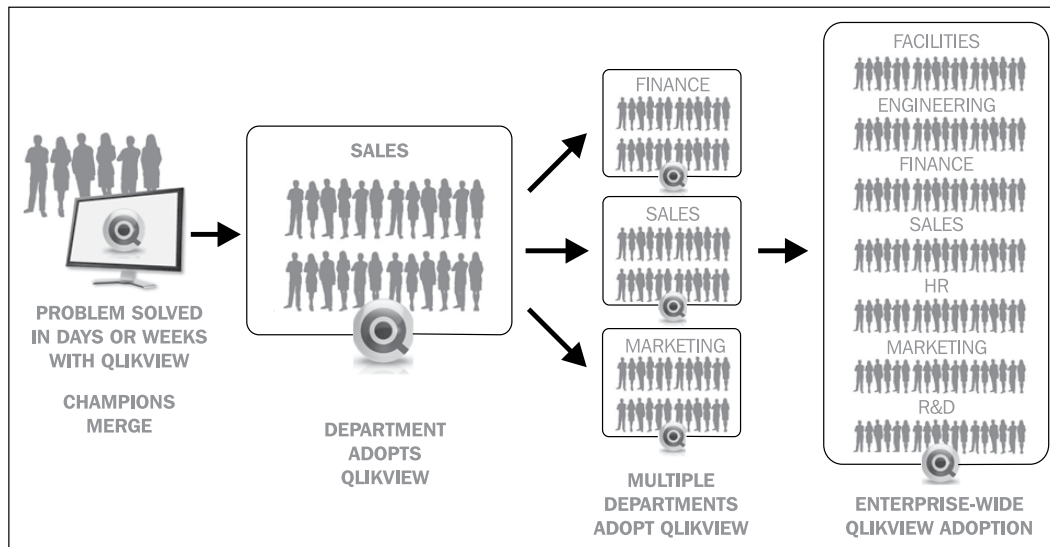 PROBLEM SOLVED
IN DAYS OR WEEKS
WITH QLIKVIEW
CHAMPIONS
MERGE
SALES
DEPARTMENT
ADOPTS
QLIKVIEW
FINANCE
SALES
MARKETING
MULTIPLE
DEPARTMENTS
ADOPT QLIKVIEW
FACILITIES
ENGINEERING
FINANCE
SALES
HR
MARKETING
R&D
ENTERPRISE-WIDE
QLIKVIEW ADOPTION